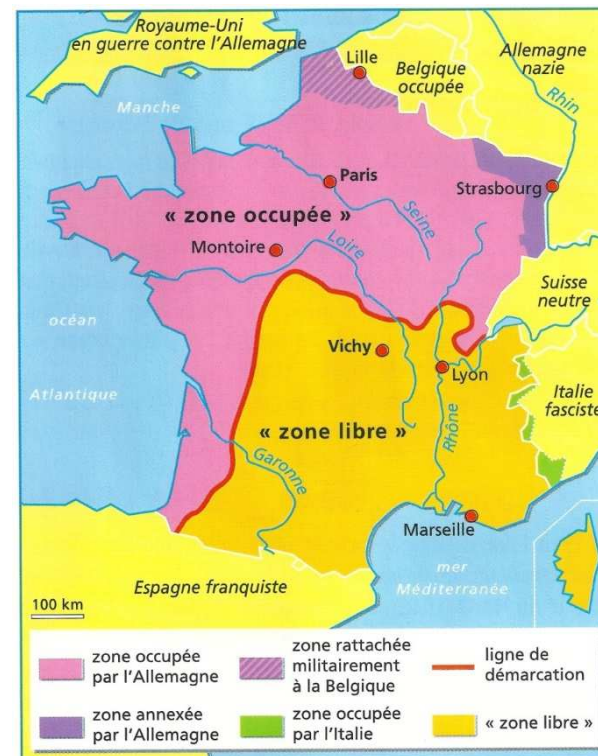 Royaume-Uni
en guerre contre l'Allemagne
Allemagne
nazie
Lille
Belgique
occupée
Manche
Rhin
Paris
Strasbourg
« zone occupée »
Seine
Montoire
Loire
Suisse
neutre
océan
Atlantique
Vichy
Lyon
Italie
fasciste
« zone libre »
Rhône
Garonne
Marseille
Espagne franquiste
mer
Méditerranée
100 km
zone occupée
par l'Allemagne
zone rattachée
militairement
à la Belgique
ligne de
démarcation
zone annexée
par l'Allemagne
zone occupée
par l'Italie
« zone libre »